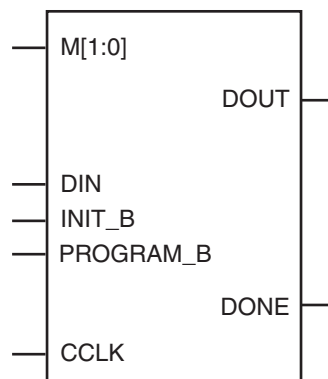 M[1:0]
DOUT
DIN
INIT_B
PROGRAM_B
DONE
CCLK